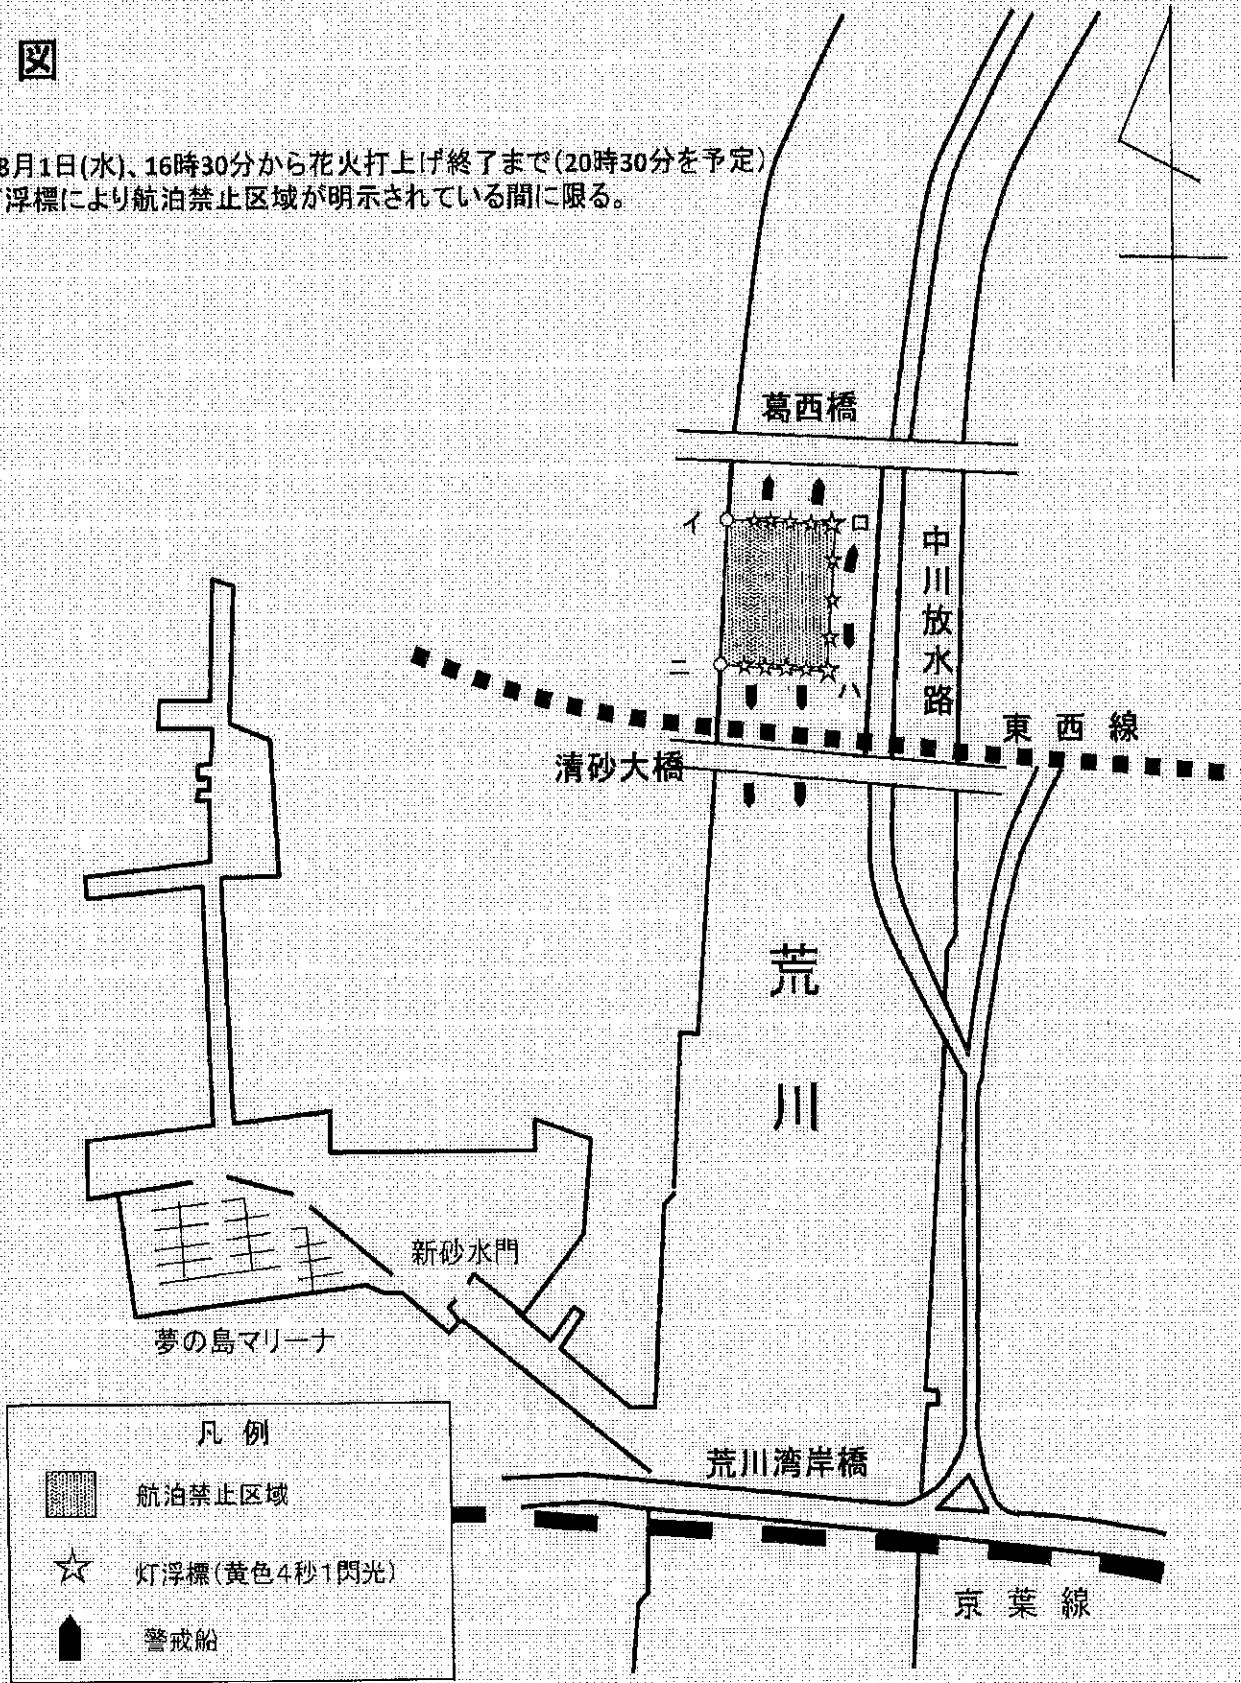 図
8月1日(水)、16時30分から花火打上げ終了まで(20時30分を予定)
灯浮標により航泊禁止区域が明示されている間に限る。
葛西橋
イ
ロ
中川放水路
ニ
ハ
東西線
清砂大橋
荒川
新砂水門
夢の島マリーナ
荒川湾岸橋
京葉線
凡例
航泊禁止区域
灯浮標(黄色4秒1閃光)
警戒船